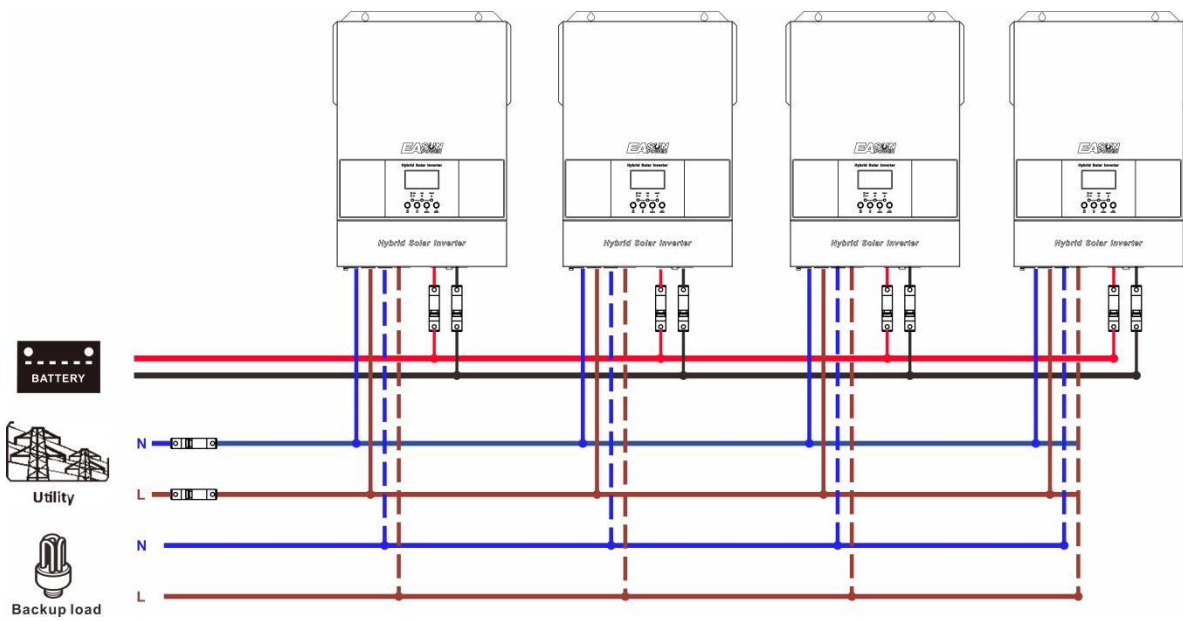 EASUN POWER
EASUN POWER
EASUN POWER
EASUN POWER
Hybrid Solar Inverter
Hybrid Solar Inverter
Hybrid Solar Inverter
Hybrid Solar Inverter
Hybrid Solar Inverter
Hybrid Solar Inverter
Hybrid Solar Inverter
Hybrid Solar Inverter
BATTERY
N
Utility
L
N
L
Backup load